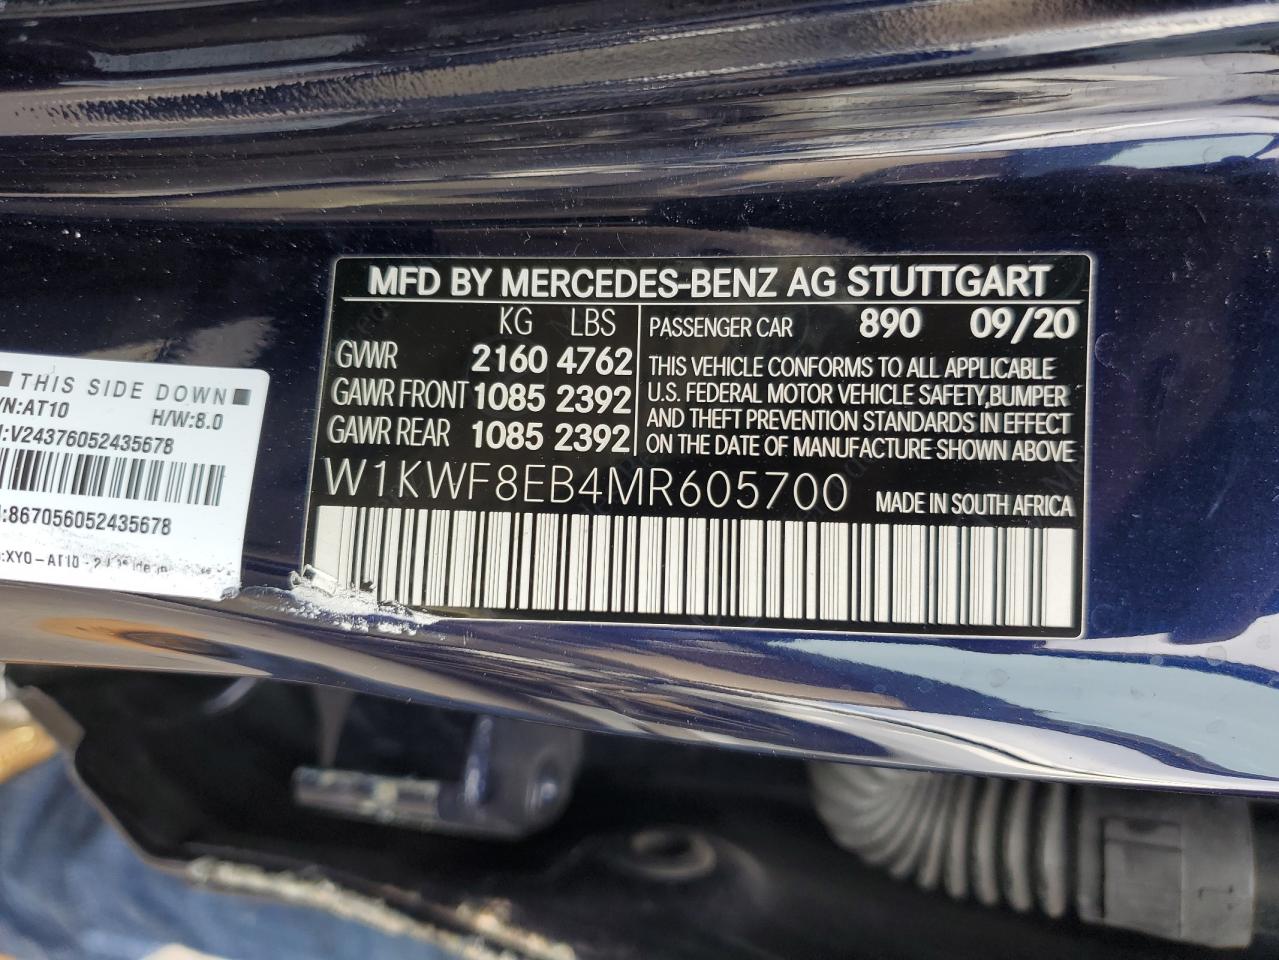 MFD BY MERCEDES-BENZ AG STUTTGART
KG LBS
GVWR 2160 4762
GAWR FRONT 1085 2392
GAWR REAR 1085 2392
PASSENGER CAR 890 09/20
THIS VEHICLE CONFORMS TO ALL APPLICABLE
U.S. FEDERAL MOTOR VEHICLE SAFETY,BUMPER
AND THEFT PREVENTION STANDARDS IN EFFECT
ON THE DATE OF MANUFACTURE SHOWN ABOVE
W1KWF8EB4MR605700 MADE IN SOUTH AFRICA
THIS SIDE DOWN
/N:AT10 H/W:8.0
:V24376052435678
:867056052435678
:XYO-AT10